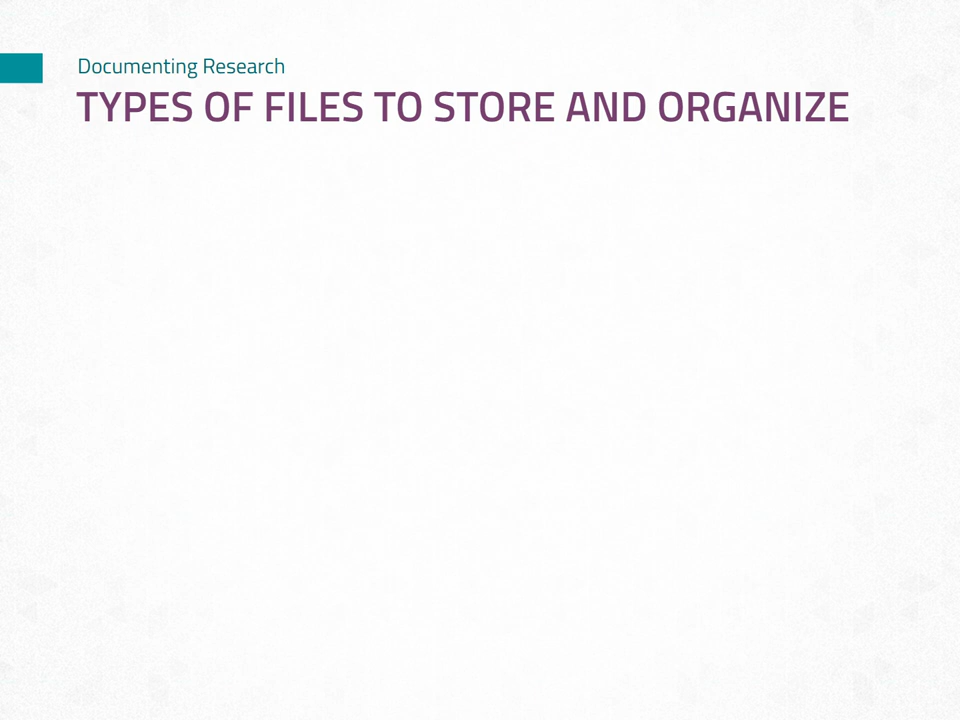 Documenting Research
TYPES OF FILES TO STORE AND ORGANIZE